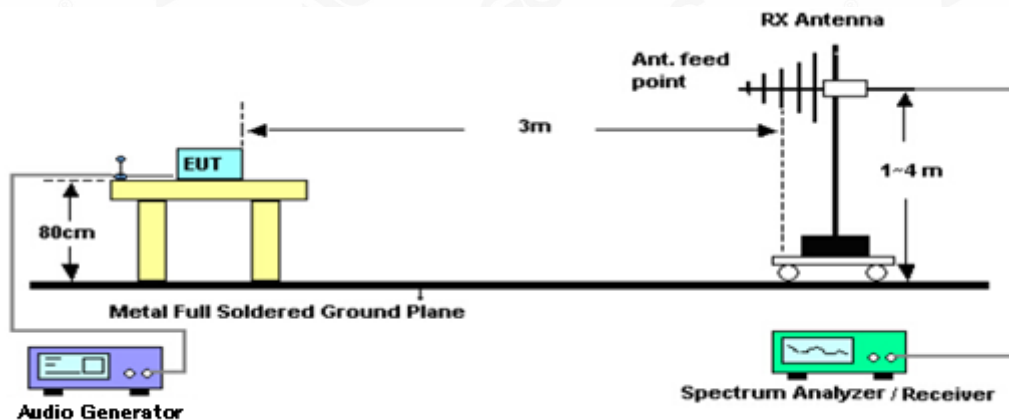 RX Antenna
Ant. feed
point
3m
EUT
1~4 m
80cm
Metal Full Soldered Ground Plane
Audio Generator
Spectrum Analyzer / Receiver